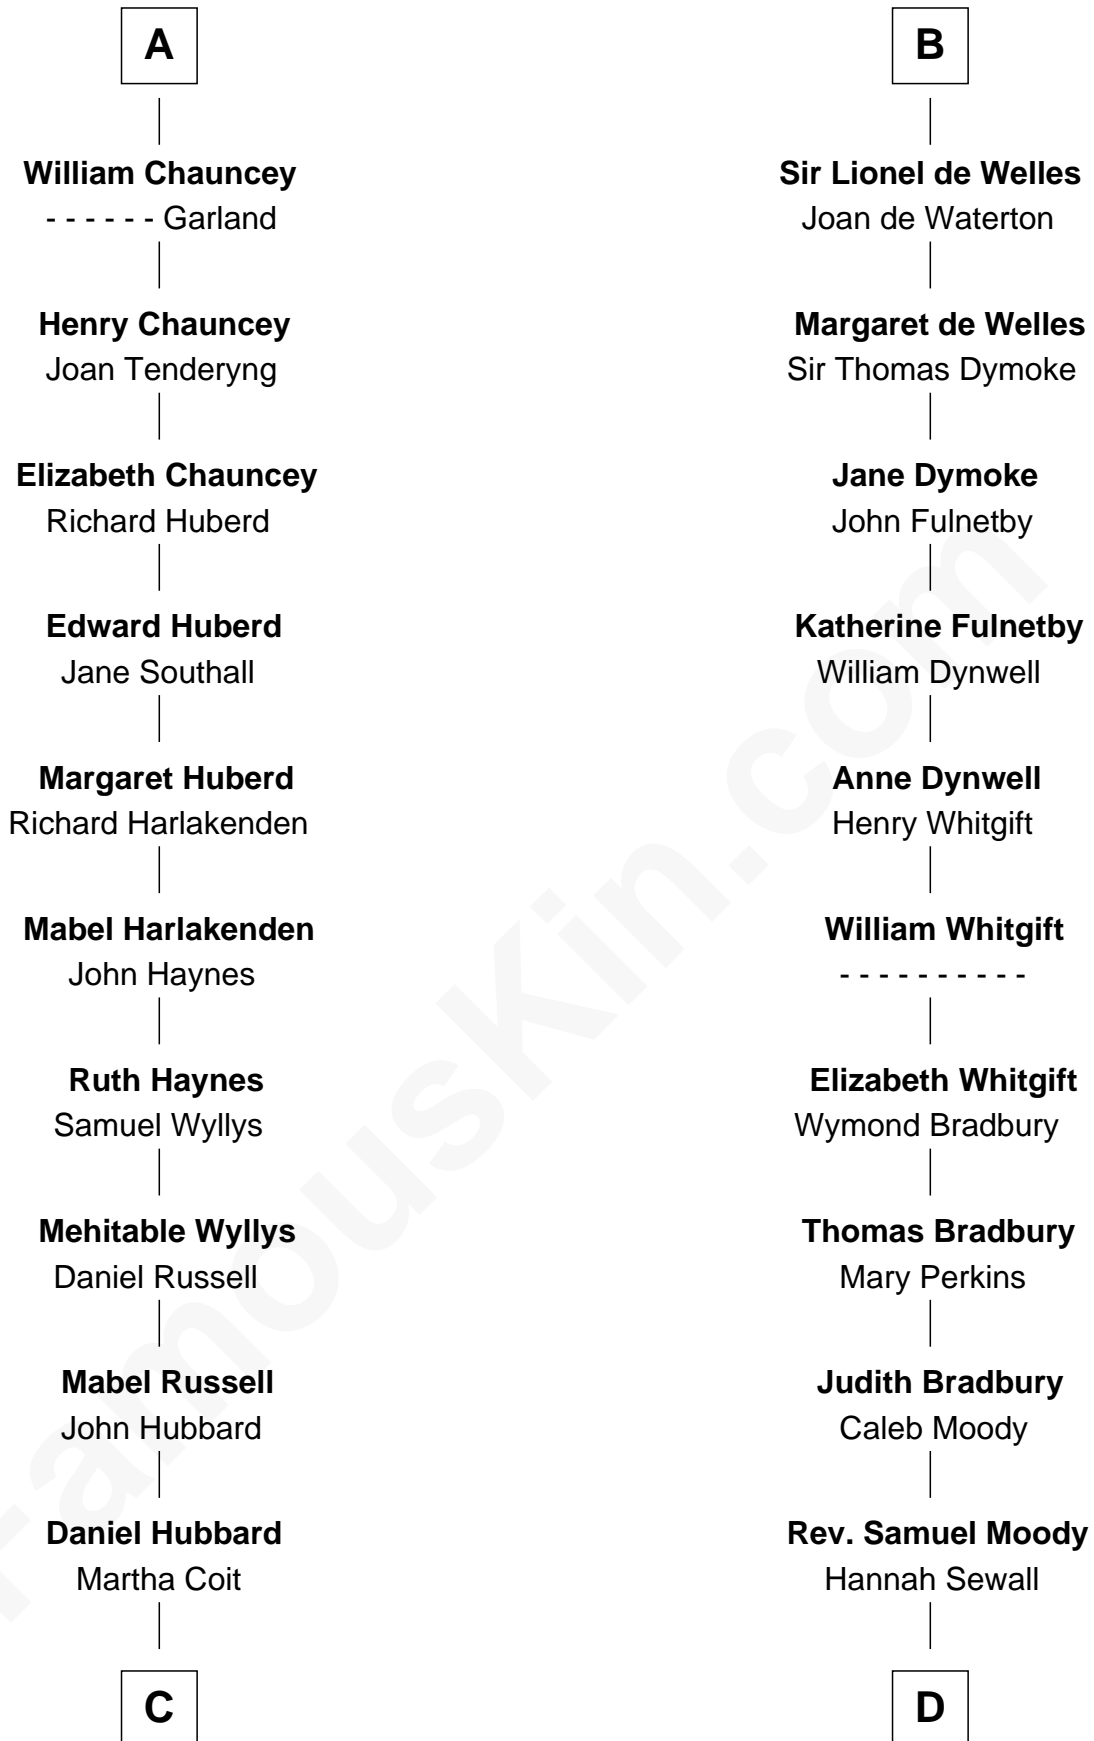 A
William Chauncey
- - - - - - Garland
Henry Chauncey
Joan Tenderyng
Elizabeth Chauncey
Richard Huberd
Edward Huberd
Jane Southall
Margaret Huberd
Richard Harlakenden
Mabel Harlakenden
John Haynes
Ruth Haynes
Samuel Wyllys
Mehitable Wyllys
Daniel Russell
Mabel Russell
John Hubbard
Daniel Hubbard
Martha Coit
C
B
Sir Lionel de Welles
Joan de Waterton
Margaret de Welles
Sir Thomas Dymoke
Jane Dymoke
John Fulnetby
Katherine Fulnetby
William Dynwell
Anne Dynwell
Henry Whitgift
William Whitgift
- - - - - - - - - -
Elizabeth Whitgift
Wymond Bradbury
Thomas Bradbury
Mary Perkins
Judith Bradbury
Caleb Moody
Rev. Samuel Moody
Hannah Sewall
D
FamousKin.com